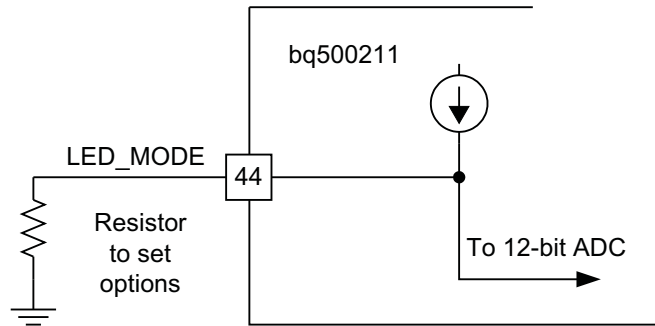 bq500211
LED_MODE
44
Resistor
to set
options
To 12-bit ADC